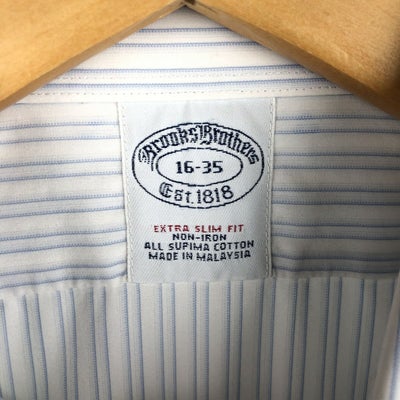 Brooks Brothers
16-35
Est. 1818
EXTRA SLIM FIT
NON-IRON
ALL SUPIMA COTTON
MADE IN MALAYSIA